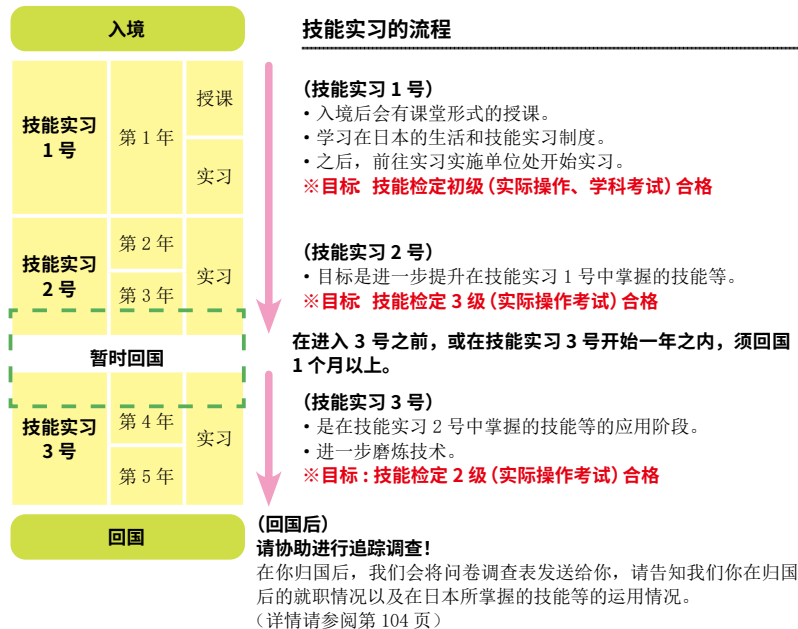 入境
技能实习的流程
技能实习
1 号
第 1 年
授课
实习
（技能实习 1 号）
・入境后会有课堂形式的授课。
・学习在日本的生活和技能实习制度。
・之后，前往实习实施单位处开始实习。
※目标: 技能检定初级（实际操作、学科考试）合格
技能实习
2 号
第 2 年
第 3 年
实习
（技能实习 2 号）
・目标是进一步提升在技能实习 1 号中掌握的技能等。
※目标: 技能检定 3 级（实际操作考试）合格
暂时回国
在进入 3 号之前，或在技能实习 3 号开始一年之内，须回国
1 个月以上。
技能实习
3 号
第 4 年
第 5 年
实习
（技能实习 3 号）
・是在技能实习 2 号中掌握的技能等的应用阶段。
・进一步磨炼技术。
※目标：技能检定 2 级（实际操作考试）合格
回国
（回国后）
请协助进行追踪调查！
在你归国后，我们会将问卷调查表发送给你，请告知我们你在归国
后的就职情况以及在日本所掌握的技能等的运用情况。
（详情请参阅第 104 页）